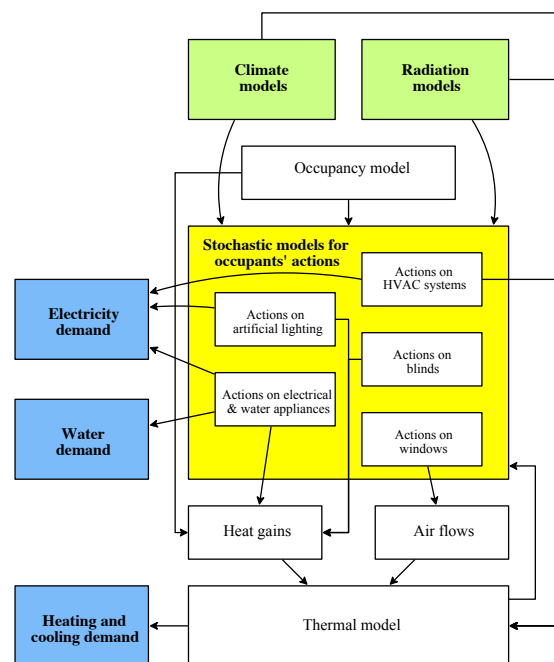 Climate
models
Radiation
models
Occupancy model
Stochastic models for
occupants' actions
Actions on
HVAC systems
Electricity
demand
Actions on
artificial lighting
Actions on
blinds
Actions on electrical
& water appliances
Water
demand
Actions on
windows
Heat gains
Air flows
Heating and
cooling demand
Thermal model